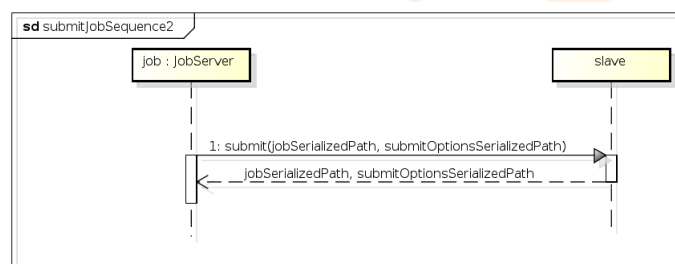 sd submitJobSequence2
job : JobServer
slave
1: submit(jobSerializedPath, submitOptionsSerializedPath)
jobSerializedPath, submitOptionsSerializedPath